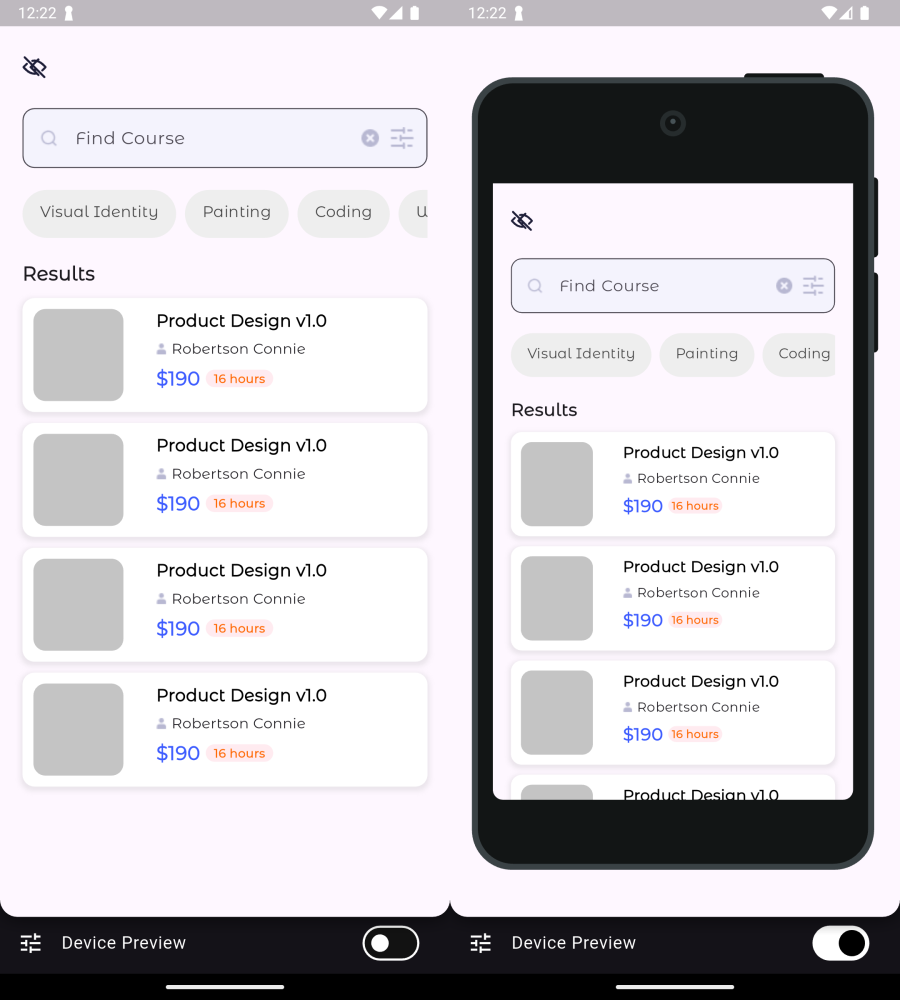 12:22
Find Course
Visual Identity Painting Coding
Results
Product Design v1.0
Robertson Connie
$190 16 hours
Product Design v1.0
Robertson Connie
$190 16 hours
Product Design v1.0
Robertson Connie
$190 16 hours
Product Design v1.0
Robertson Connie
$190 16 hours
Device Preview
12:22
Find Course
Visual Identity Painting Coding
Results
Product Design v1.0
Robertson Connie
$190 16 hours
Product Design v1.0
Robertson Connie
$190 16 hours
Product Design v1.0
Robertson Connie
$190 16 hours
Product Design v1.0
Device Preview